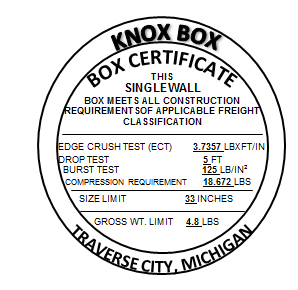 KNOX BOX
BOX CERTIFICATE
THIS
SINGLEWALL
BOX MEETS ALL CONSTRUCTION
REQUIREMENTSOF APPLICABLE FREIGHT
CLASSIFICATION
EDGE CRUSH TEST (ECT) 3.7357 LBXFT/IN
DROP TEST 5 FT
BURST TEST 125 LB/IN²
COMPRESSION REQUIREMENT 18.672 LBS
SIZE LIMIT 33 INCHES
GROSS WT. LIMIT 4.8 LBS
TRAVERSE CITY, MICHIGAN